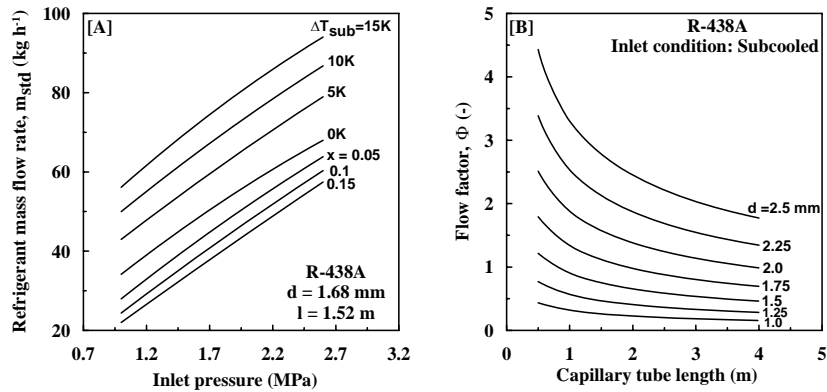 [A]
ΔTsub=15K
10K
5K
0K
x = 0.05
0.1
0.15
R-438A
d = 1.68 mm
l = 1.52 m
100
80
60
40
20
0.7
1.2
1.7
2.2
2.7
3.2
Refrigerant mass flow rate, mstd (kg h-1)
Inlet pressure (MPa)
[B]
R-438A
Inlet condition: Subcooled
d =2.5 mm
2.25
2.0
1.75
1.5
1.25
1.0
5
4
3
2
1
0
0
1
2
3
4
5
Flow factor, Φ (-)
Capillary tube length (m)